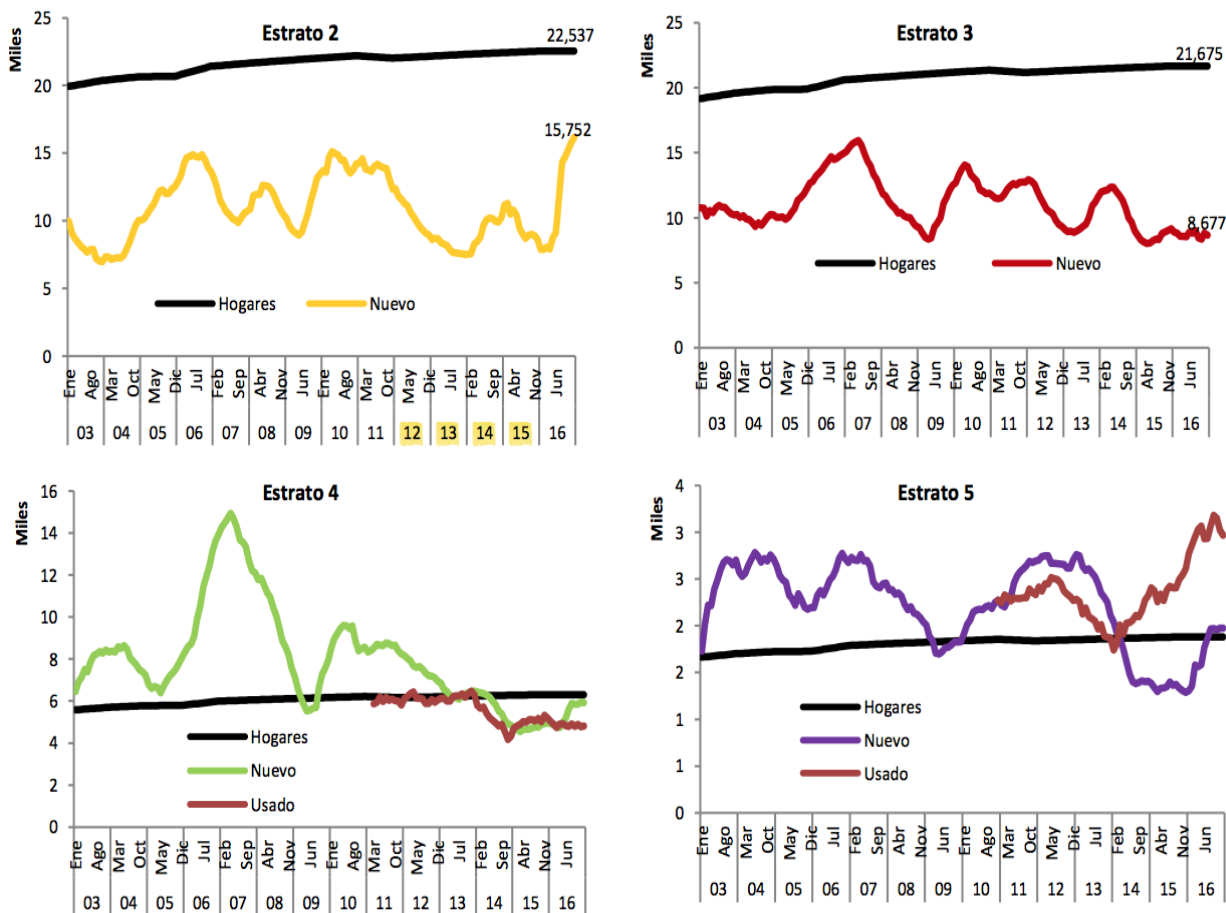 Estrato 2
Miles
25
20
15
10
5
0
22,537
15,752
Hogares
Nuevo
Ene Ago Mar Oct May Dic Jul Feb Sep Abr Nov Jun Ene Ago Mar Oct May Dic Jul Feb Sep Abr Nov Jun
03 04 05 06 07 08 09 10 11 12 13 14 15 16
Estrato 3
Miles
25
20
15
10
5
0
21,675
8,677
Hogares
Nuevo
Ene Ago Mar Oct May Dic Jul Feb Sep Abr Nov Jun Ene Ago Mar Oct May Dic Jul Feb Sep Abr Nov Jun
03 04 05 06 07 08 09 10 11 12 13 14 15 16
Estrato 4
Miles
16
14
12
10
8
6
4
2
0
Hogares
Nuevo
Usado
Ene Ago Mar Oct May Dic Jul Feb Sep Abr Nov Jun Ene Ago Mar Oct May Dic Jul Feb Sep Abr Nov Jun
03 04 05 06 07 08 09 10 11 12 13 14 15 16
Estrato 5
Miles
4
3
3
2
2
1
1
0
Hogares
Nuevo
Usado
Ene Ago Mar Oct May Dic Jul Feb Sep Abr Nov Jun Ene Ago Mar Oct May Dic Jul Feb Sep Abr Nov Jun
03 04 05 06 07 08 09 10 11 12 13 14 15 16